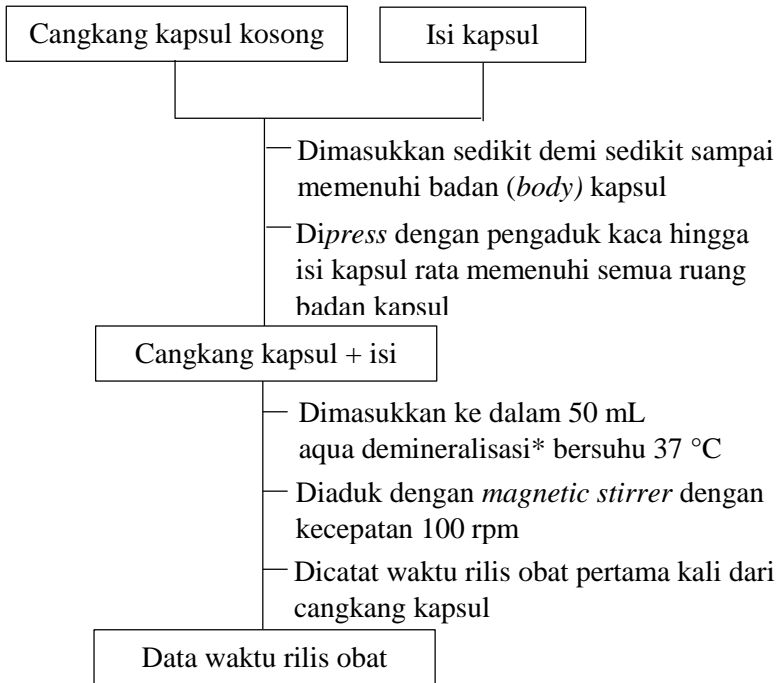 Cangkang kapsul kosong
Isi kapsul
Dimasukkan sedikit demi sedikit sampai
memenuhi badan (body) kapsul
Dipress dengan pengaduk kaca hingga
isi kapsul rata memenuhi semua ruang
badan kapsul
Cangkang kapsul + isi
Dimasukkan ke dalam 50 mL
aqua demineralisasi* bersuhu 37 °C
Diaduk dengan magnetic stirrer dengan
kecepatan 100 rpm
Dicatat waktu rilis obat pertama kali dari
cangkang kapsul
Data waktu rilis obat